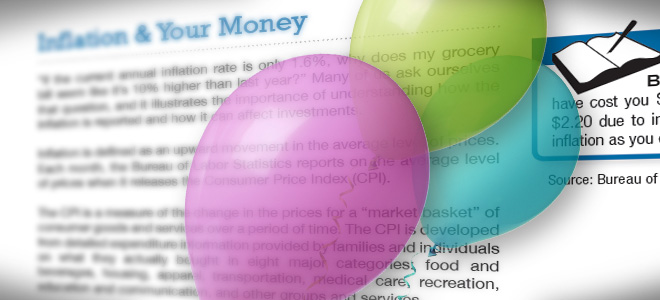 Inflation & Your Money
"If the current annual inflation rate is only 1.6%, why does my grocery
bill seem like it's 10% higher than last year?" Many of us ask ourselves
that question, and it illustrates the importance of understanding how the
inflation is reported and how it can affect investments.
Inflation is defined as an upward movement in the average level of prices.
Each month, the Bureau of Labor Statistics reports on the average level
of prices when it releases the Consumer Price Index (CPI).
The CPI is a measure of the change in the prices for a "market basket" of
consumer goods and services over a period of time. The CPI is developed
from detailed expenditure information provided by families and individuals
on what they actually bought in eight major categories: food and
beverages, housing, apparel, transportation, medical care, recreation,
education and communication, and other groups and services.
B
have cost you $
$2.20 due to in
inflation as you
Source: Bureau of